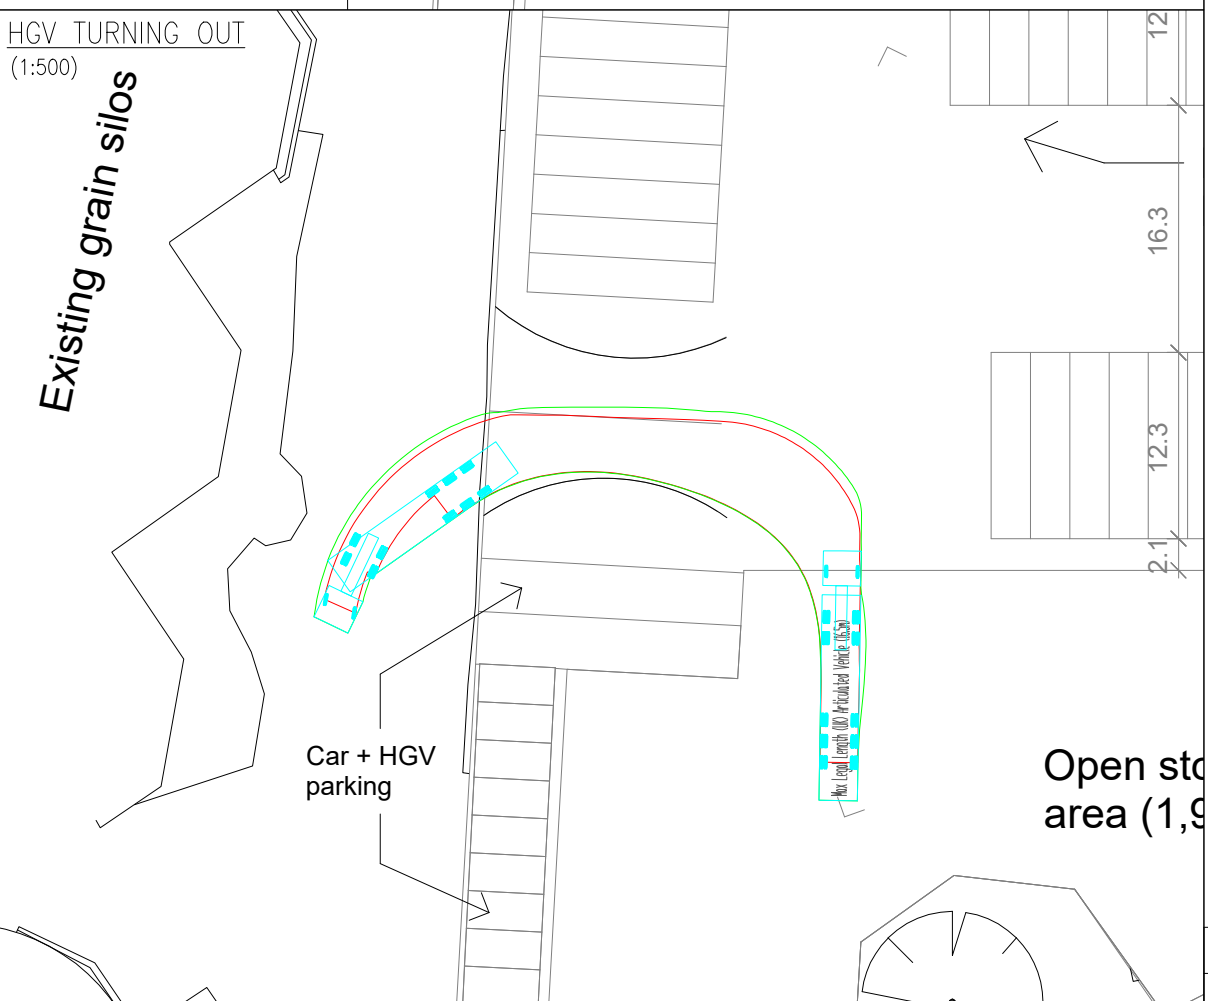 HGV TURNING OUT
(1:500)
Existing grain silos
12
16.3
12.3
2.1
Max Legal Length (UK) Articulated Vehicle (16.5m)
Car + HGV
parking
Open sto
area (1,9